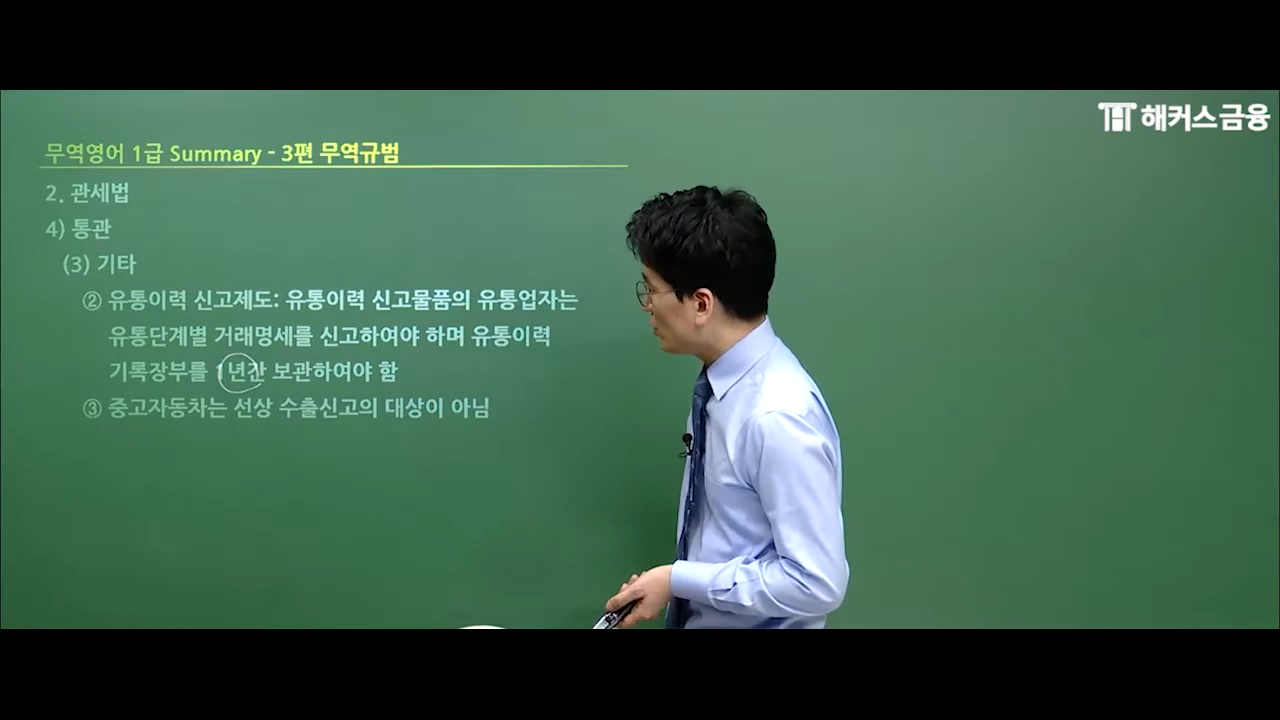 해커스금융
무역영어 1급 Summary - 3편 무역규범
2. 관세법
4) 통관
(3) 기타
② 유통이력 신고제도: 유통이력 신고물품의 유통업자는
유통단계별 거래명세를 신고하여야 하며 유통이력
기록장부를 1년간 보관하여야 함
③ 중고자동차는 선상 수출신고의 대상이 아님